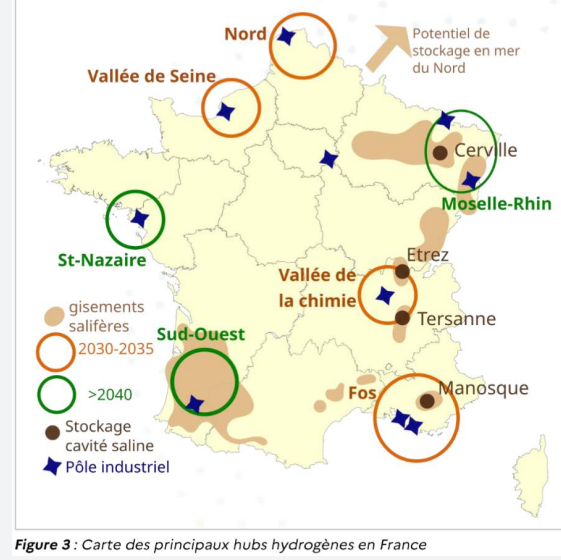 Nord
Potentiel de
stockage en mer
du Nord
Vallée de Seine
Cerville
Moselle-Rhin
St-Nazaire
Etrez
Vallée de
la chimie
gisements
salifères
Tersanne
Sud-Ouest
2030-2035
Fos
Manosque
>2040
Stockage
cavité saline
Pôle industriel
Figure 3 : Carte des principaux hubs hydrogènes en France